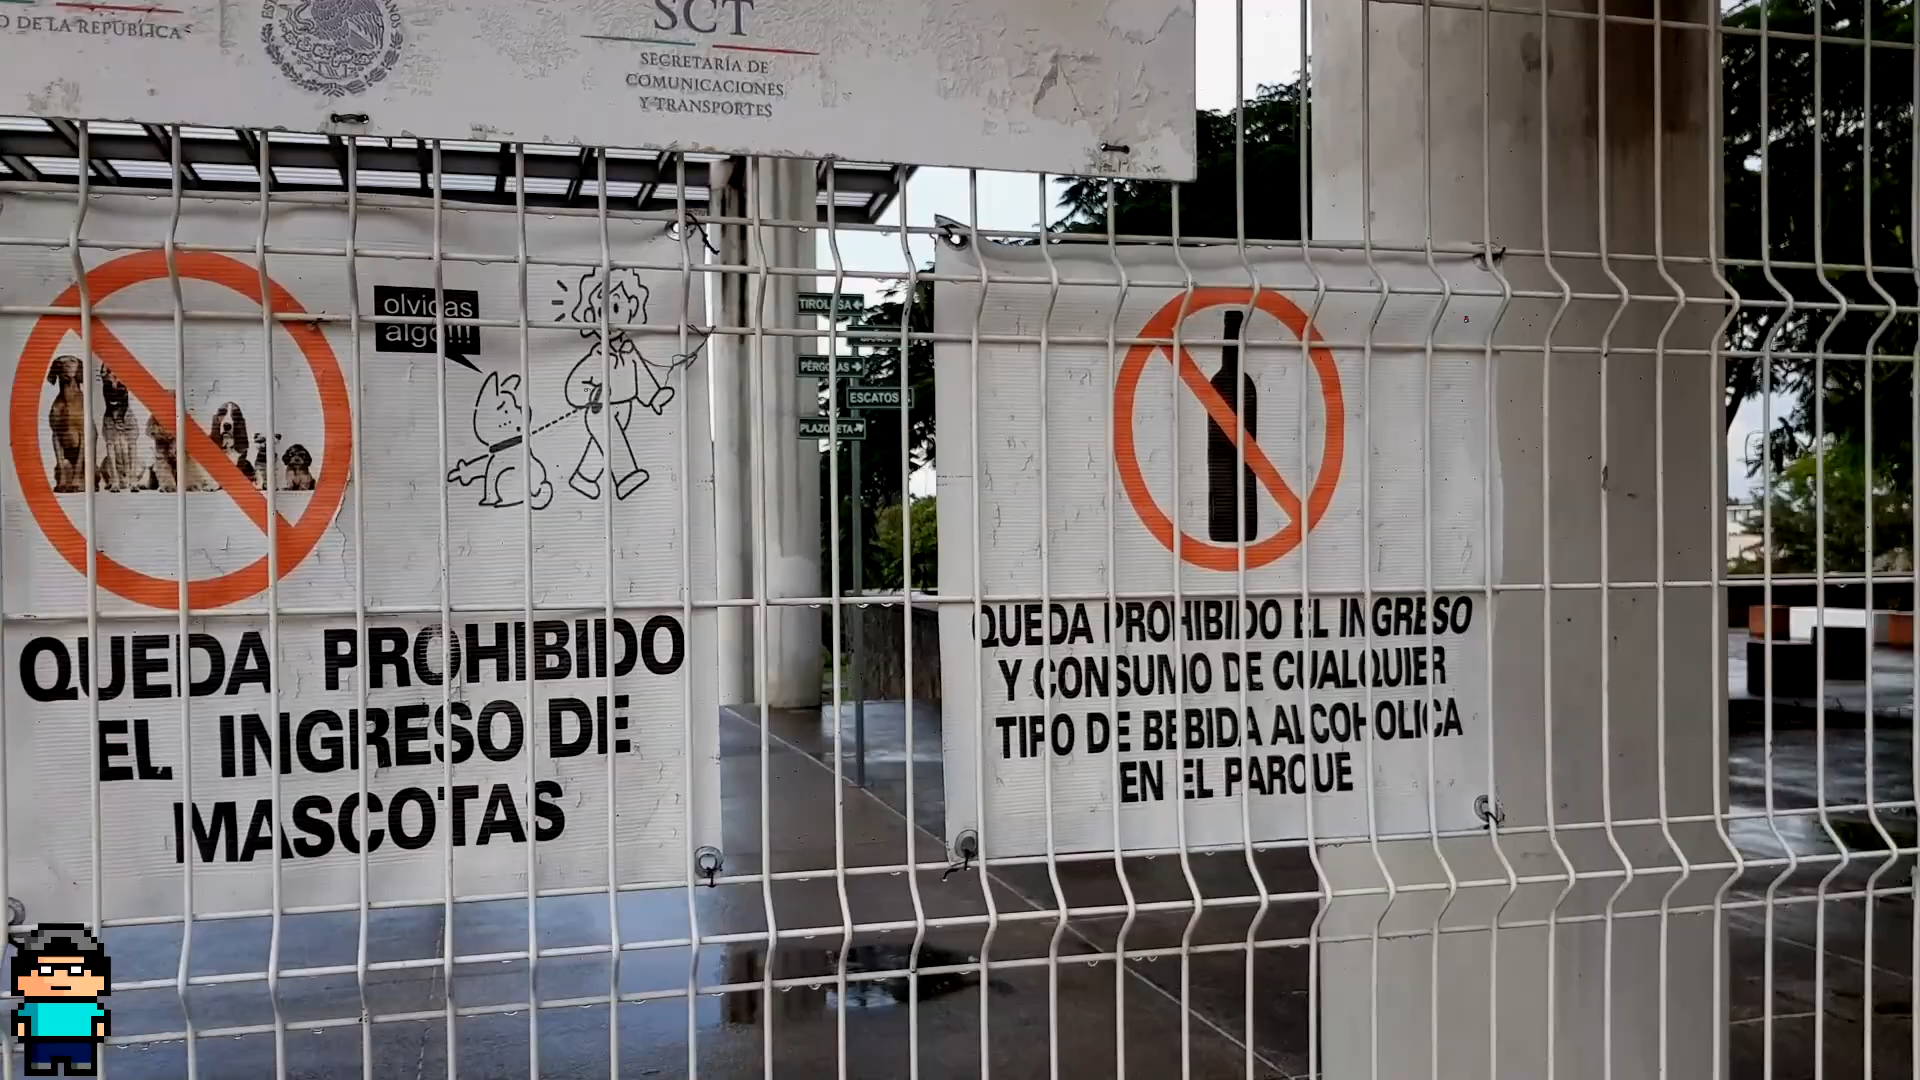 O DE LA REPÚBLICA
SCT
SECRETARÍA DE
COMUNICACIONES
Y TRANSPORTES
olvidas
algo!!!
QUEDA PROHIBIDO
EL INGRESO DE
MASCOTAS
TIROLESA
PÉRGOLAS
ESCATOS
PLAZOLETA
QUEDA PROHIBIDO EL INGRESO
Y CONSUMO DE CUALQUIER
TIPO DE BEBIDA ALCOHOLICA
EN EL PARQUE